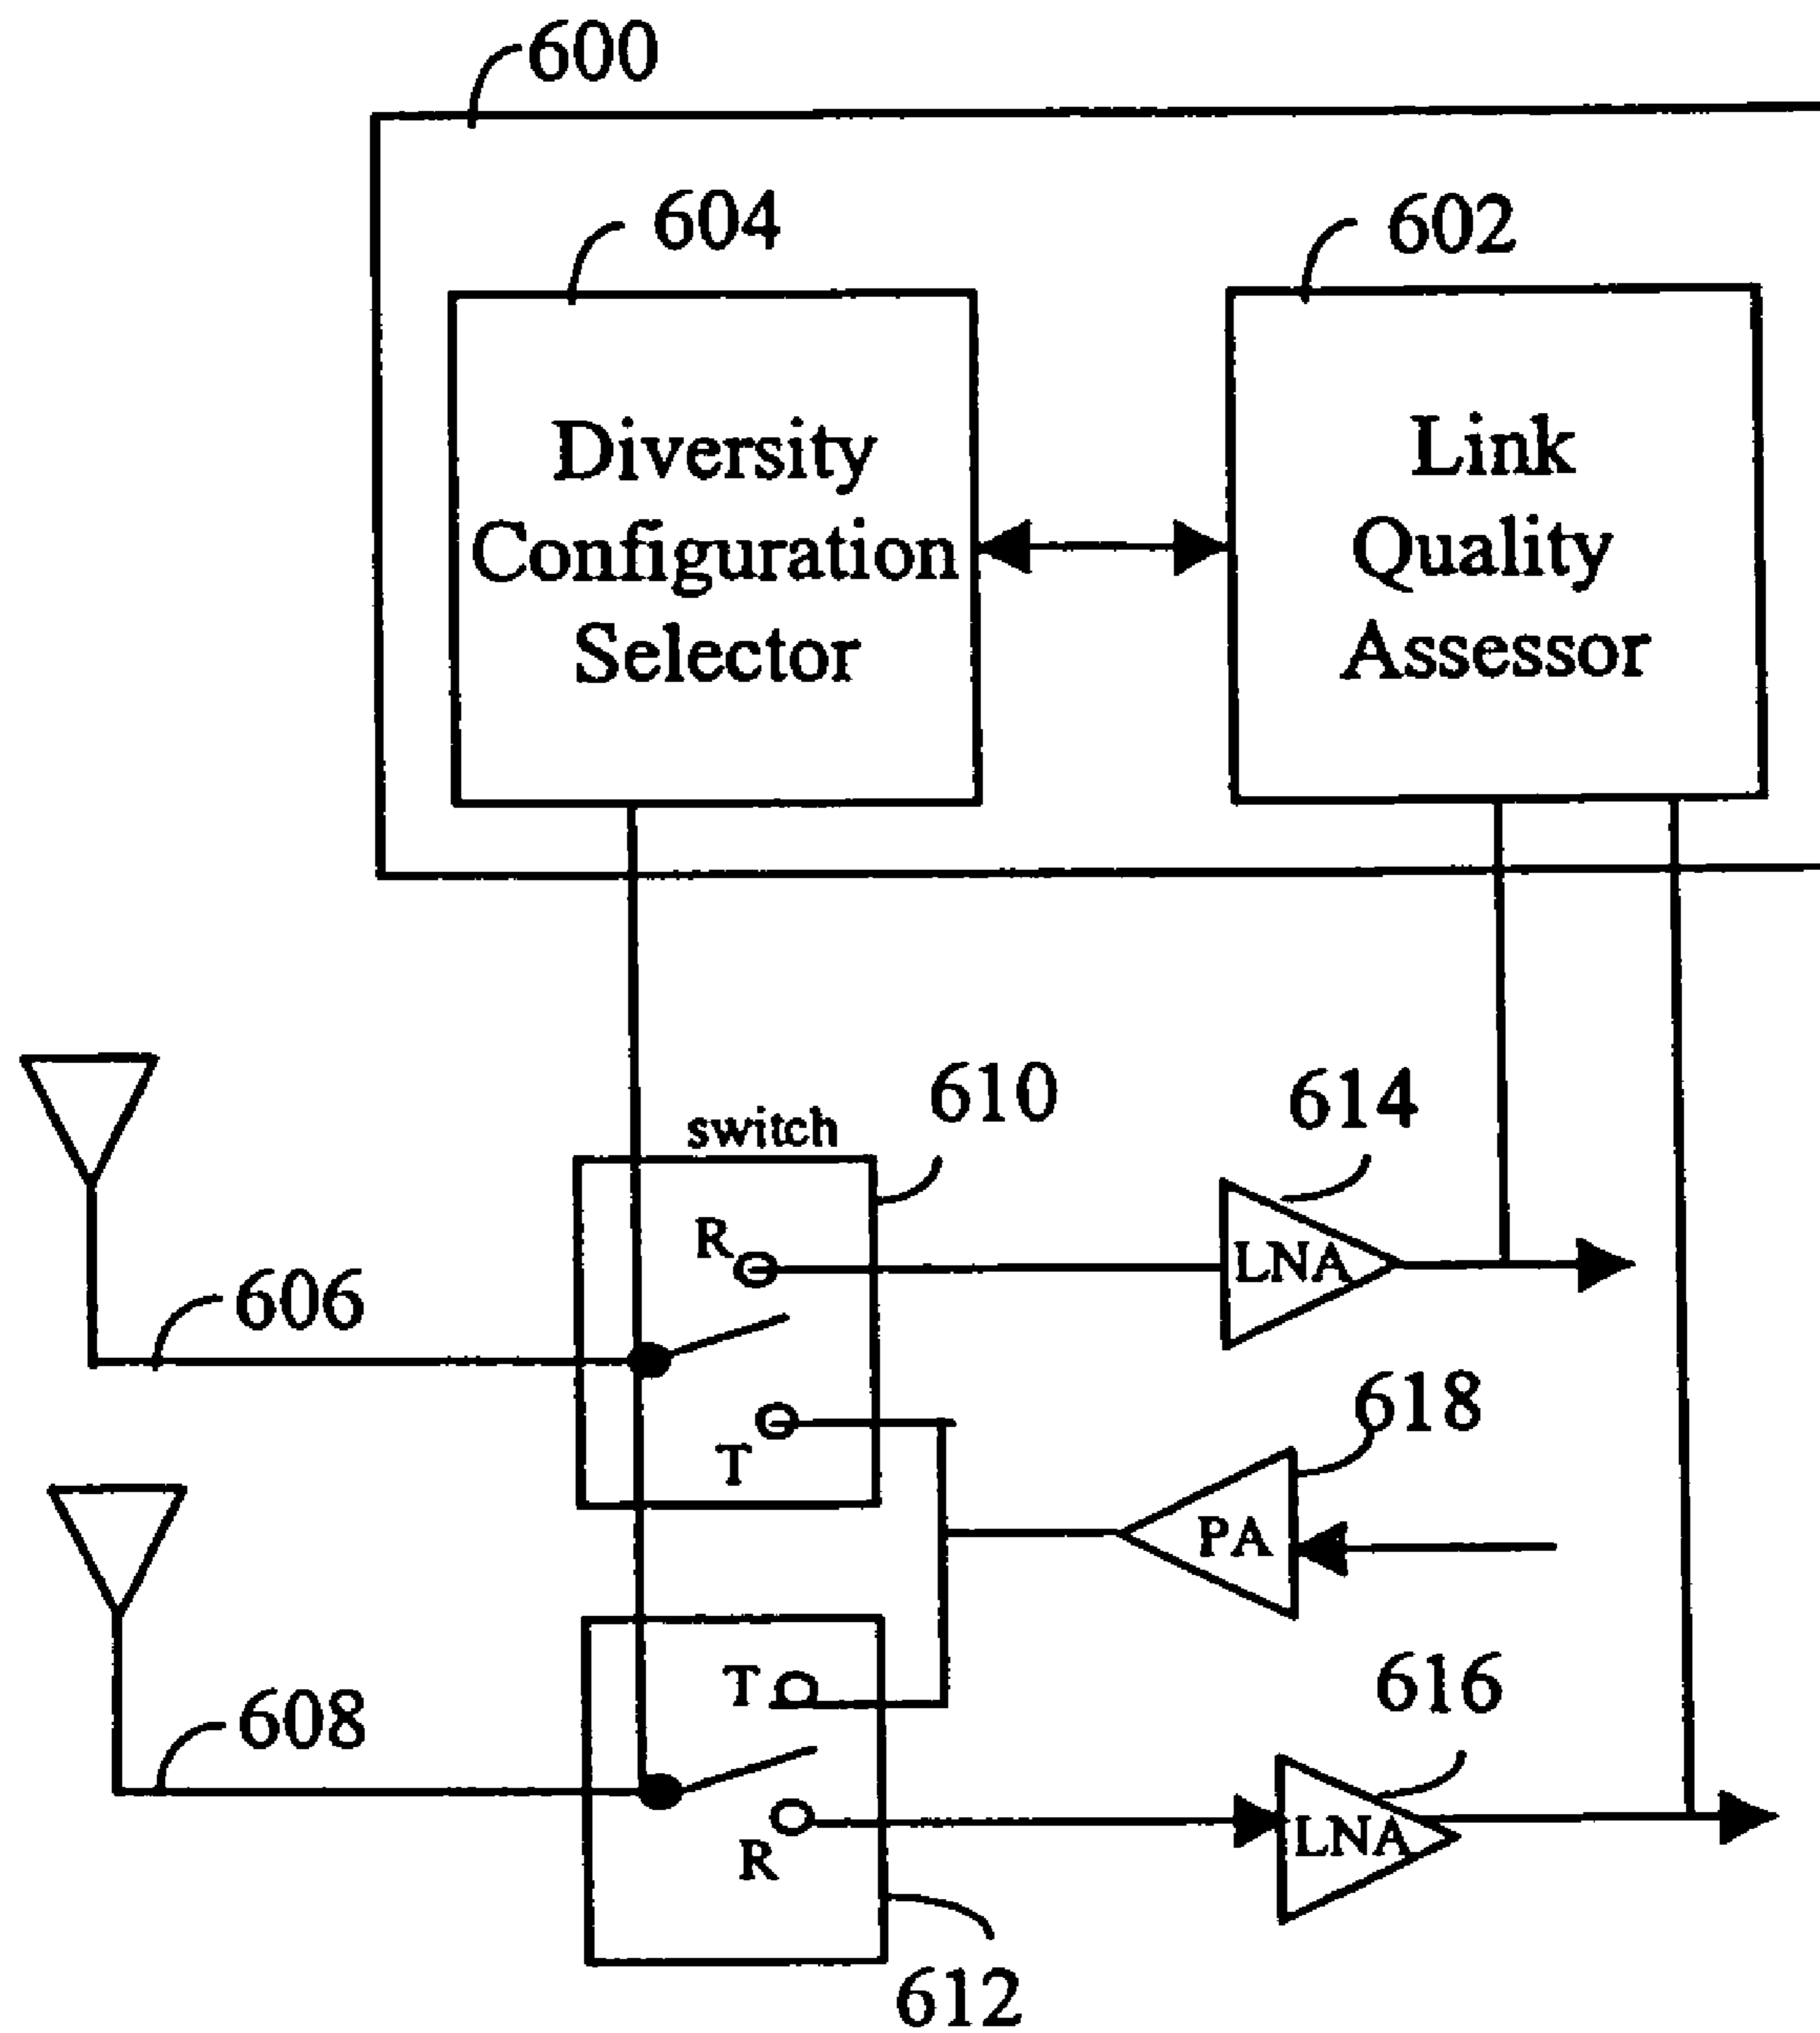 600
604
602
Diversity
Configuration
Selector
Link
Quality
Assessor
610
switch
614
R
LNA
606
618
T
PA
T
616
608
LNA
R
612